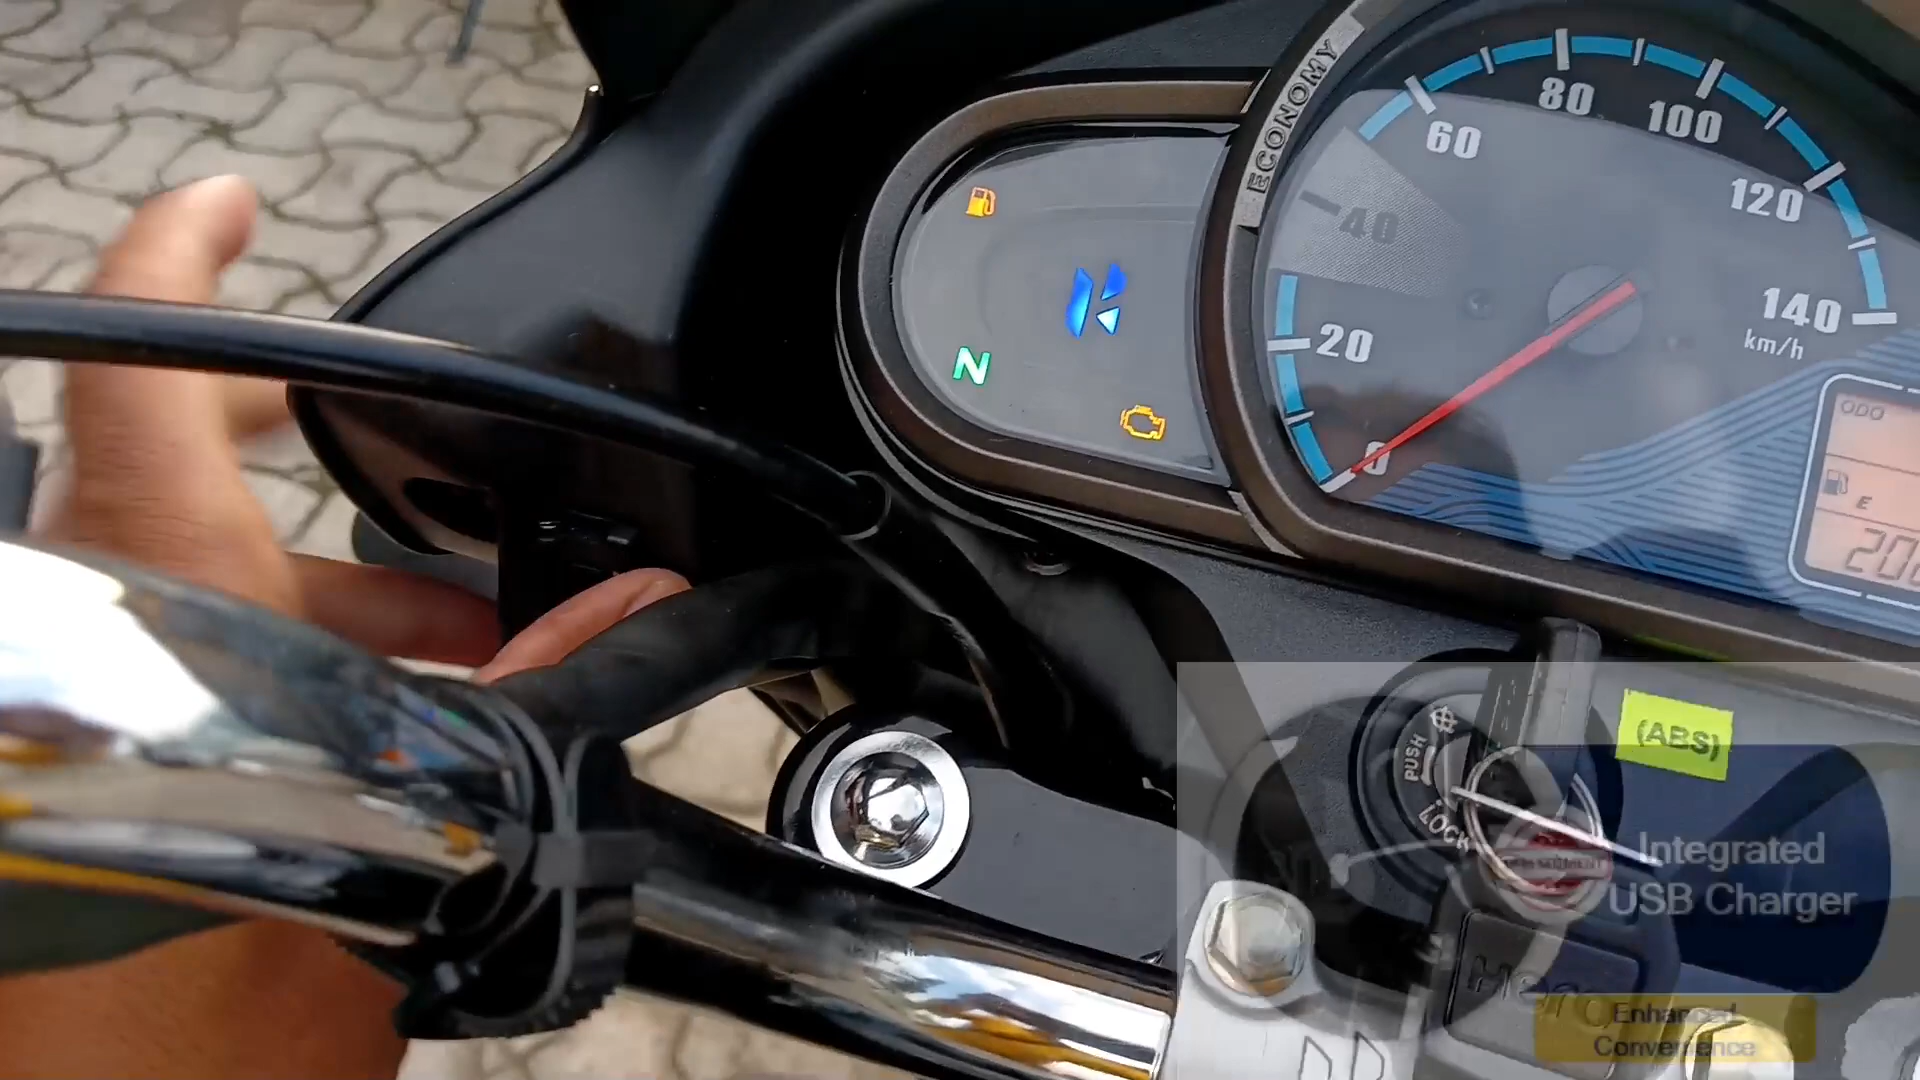 ECONOMY
60
80
100
120
140
km/h
40
20
0
N
ODO
E
PUSH
LOCK
(ABS)
Integrated
USB Charger
Hero
Enhanced
Convenience